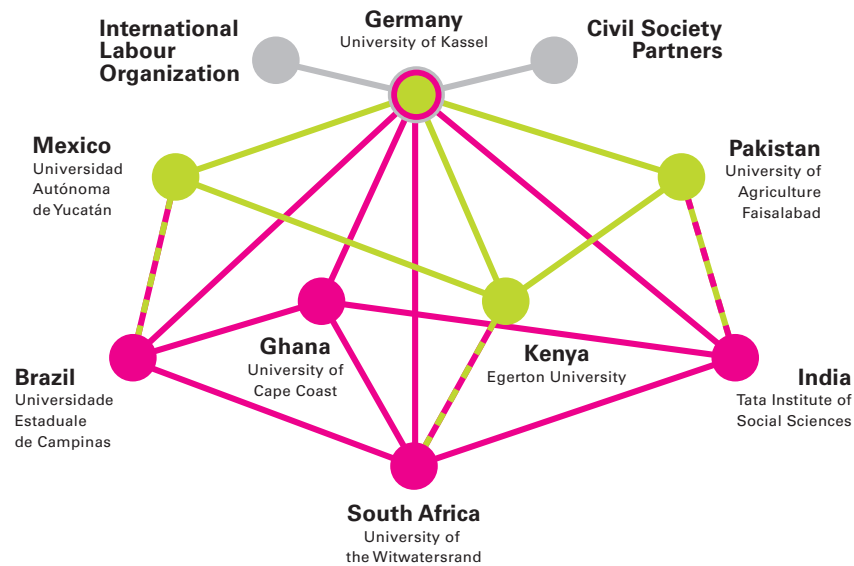 International
Labour
Organization
Germany
University of Kassel
Civil Society
Partners
Mexico
Universidad
Autónoma
de Yucatán
Pakistan
University of
Agriculture
Faisalabad
Ghana
University of
Cape Coast
Kenya
Egerton University
Brazil
Universidade
Estaduale
de Campinas
India
Tata Institute of
Social Sciences
South Africa
University of
the Witwatersrand